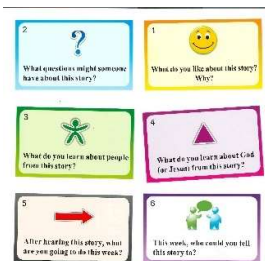 2
What questions might someone
have about this story?
1
What do you like about this story?
Why?
3
What do you learn about people
from this story?
4
What do you learn about God
(or Jesus) from this story?
5
After hearing this story, what
are you going to do this week?
6
This week, who could you tell
this story to?